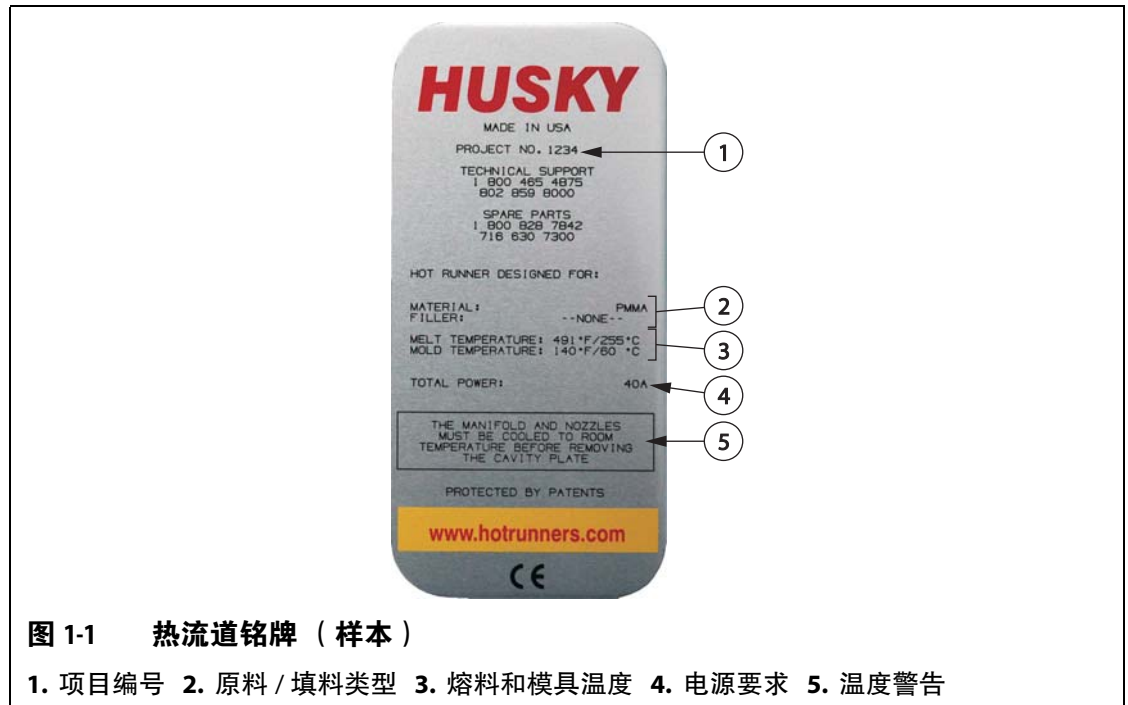 HUSKY
MADE IN USA
PROJECT NO. 1234
1
TECHNICAL SUPPORT
1 800 465 4875
802 859 8000
SPARE PARTS
1 800 828 7842
716 630 7300
HOT RUNNER DESIGNED FOR:
MATERIAL: PMMA
FILLER: --NONE--
2
MELT TEMPERATURE: 491°F/255°C
MOLD TEMPERATURE: 140°F/60 °C
3
TOTAL POWER: 40A
4
THE MANIFOLD AND NOZZLES
MUST BE COOLED TO ROOM
TEMPERATURE BEFORE REMOVING
THE CAVITY PLATE
5
PROTECTED BY PATENTS
www.hotrunners.com
CE
图 1-1 热流道铭牌（样本）
1. 项目编号 2. 原料 / 填料类型 3. 熔料和模具温度 4. 电源要求 5. 温度警告